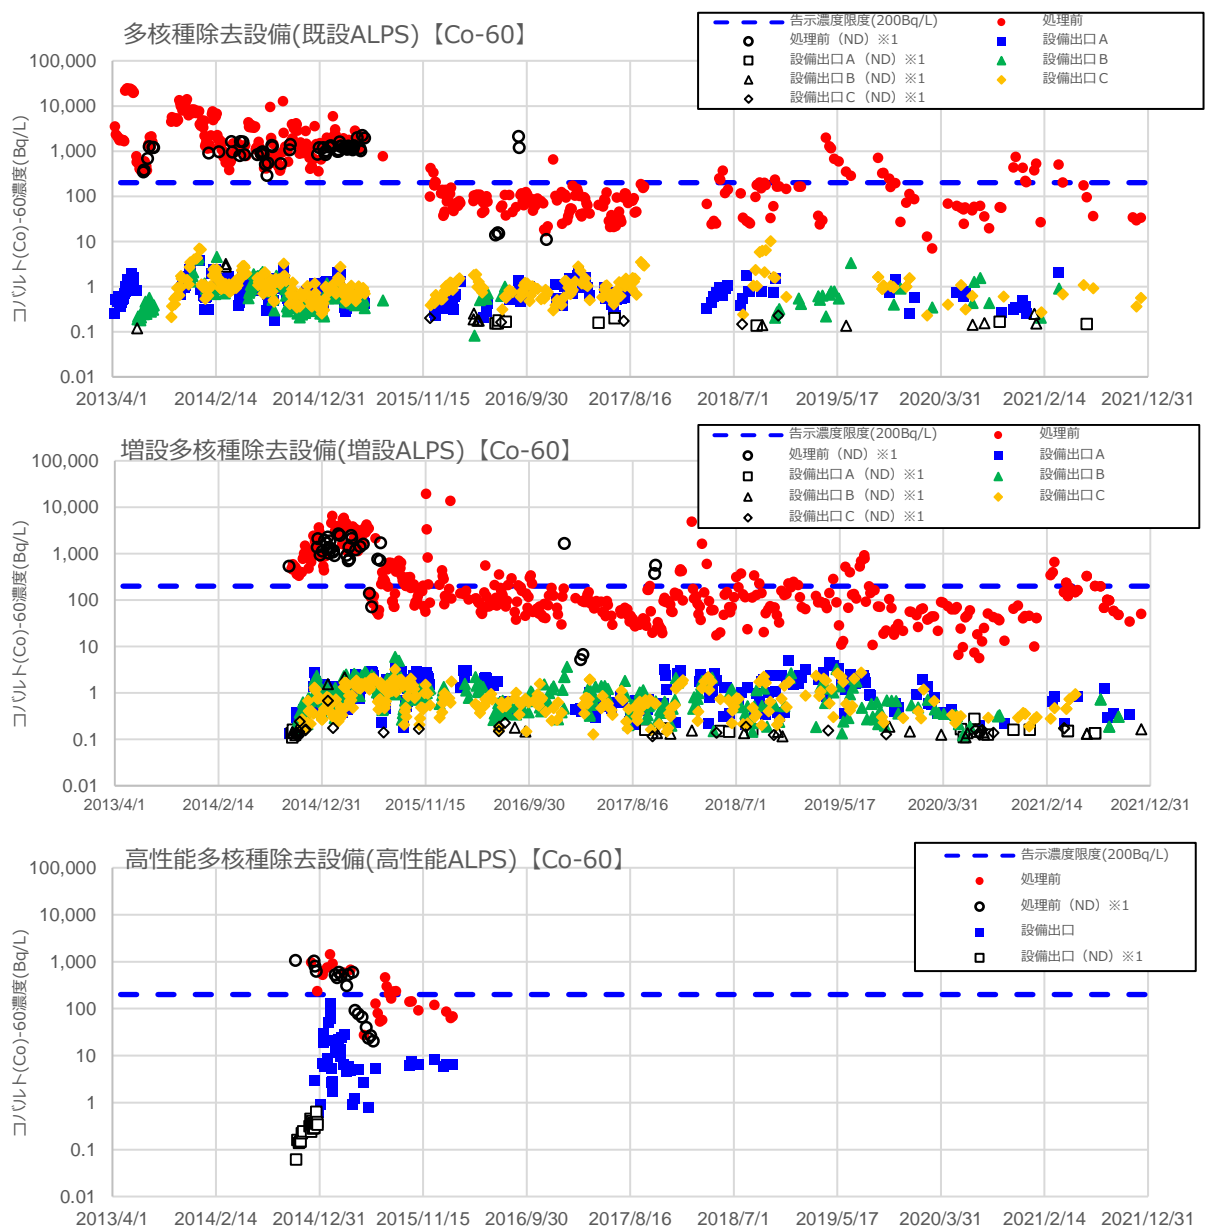 多核種除去設備(既設ALPS)【Co-60】
告示濃度限度(200Bq/L)
処理前
処理前（ND）※1
設備出口A
設備出口A（ND）※1
設備出口B
設備出口B（ND）※1
設備出口C
設備出口C（ND）※1
コバルト(Co)-60濃度(Bq/L)
100,000
10,000
1,000
100
10
1
0.1
0.01
2013/4/1
2014/2/14
2014/12/31
2015/11/15
2016/9/30
2017/8/16
2018/7/1
2019/5/17
2020/3/31
2021/2/14
2021/12/31
増設多核種除去設備(増設ALPS)【Co-60】
告示濃度限度(200Bq/L)
処理前
処理前（ND）※1
設備出口A
設備出口A（ND）※1
設備出口B
設備出口B（ND）※1
設備出口C
設備出口C（ND）※1
コバルト(Co)-60濃度(Bq/L)
100,000
10,000
1,000
100
10
1
0.1
0.01
2013/4/1
2014/2/14
2014/12/31
2015/11/15
2016/9/30
2017/8/16
2018/7/1
2019/5/17
2020/3/31
2021/2/14
2021/12/31
高性能多核種除去設備(高性能ALPS)【Co-60】
告示濃度限度(200Bq/L)
処理前
処理前（ND）※1
設備出口
設備出口（ND）※1
コバルト(Co)-60濃度(Bq/L)
100,000
10,000
1,000
100
10
1
0.1
0.01
2013/4/1
2014/2/14
2014/12/31
2015/11/15
2016/9/30
2017/8/16
2018/7/1
2019/5/17
2020/3/31
2021/2/14
2021/12/31